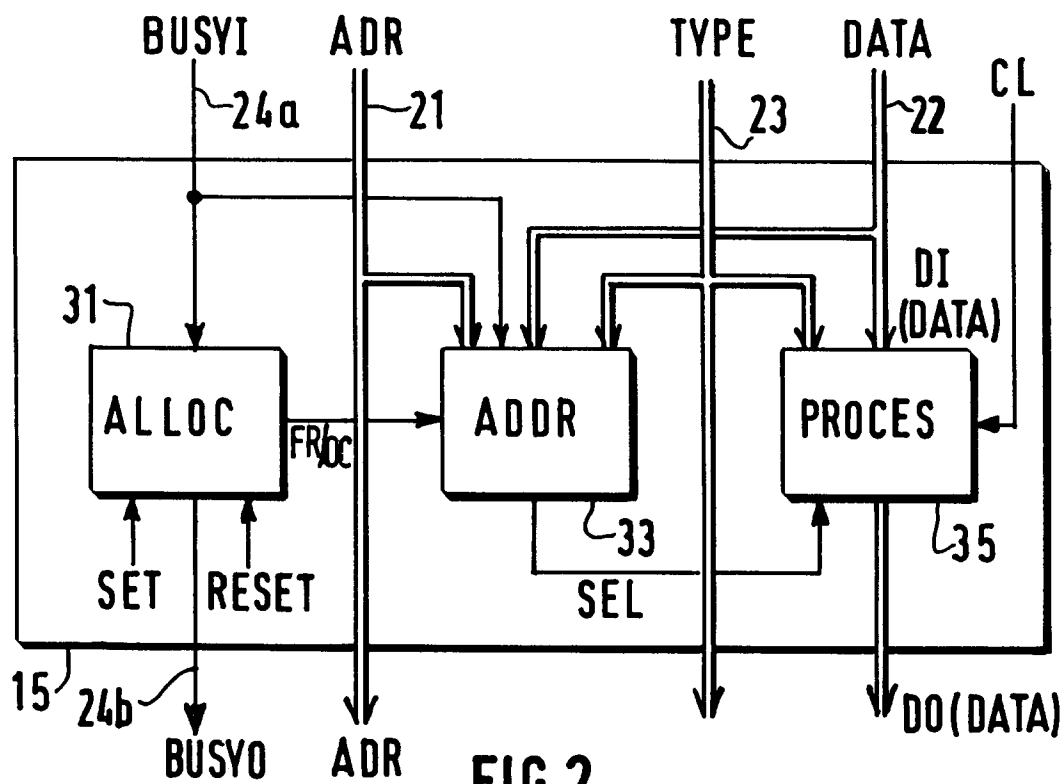 BUSYI ADR TYPE DATA CL
24a 21 23 22
DI
(DATA)
31
ALLOC FR/OC ADDR PROCES
33 35
SET RESET SEL
15 24b
BUSYO ADR DO(DATA)
FIG 2